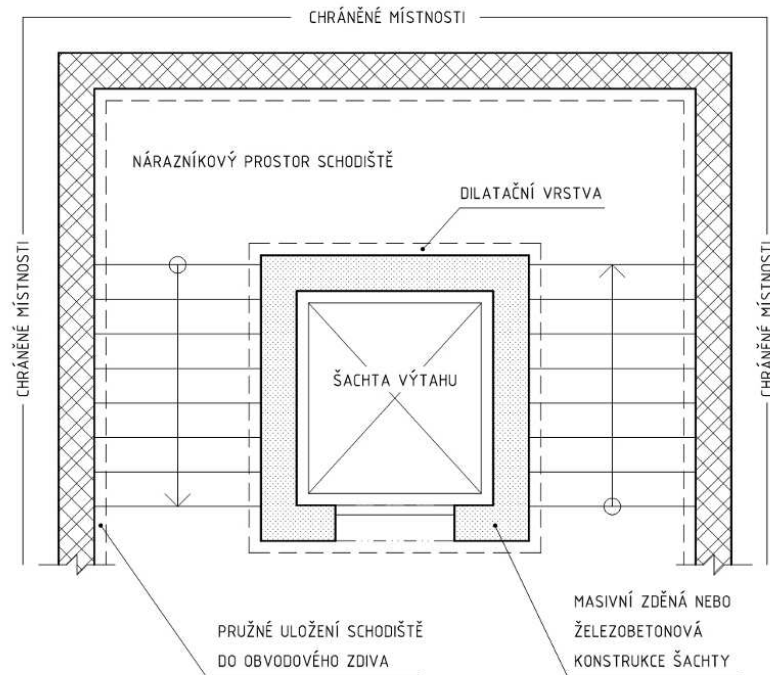 CHRÁNĚNÉ MÍSTNOSTI
NÁRAZNÍKOVÝ PROSTOR SCHODIŠTĚ
DILATAČNÍ VRSTVA
CHRÁNĚNÉ MÍSTNOSTI
CHRÁNĚNÉ MÍSTNOSTI
ŠACHTA VÝTAHU
PRUŽNÉ ULOŽENÍ SCHODIŠTĚ
DO OBVODOVÉHO ZDIVA
MASIVNÍ ZDĚNÁ NEBO
ŽELEZOBETONOVÁ
KONSTRUKCE ŠACHTY